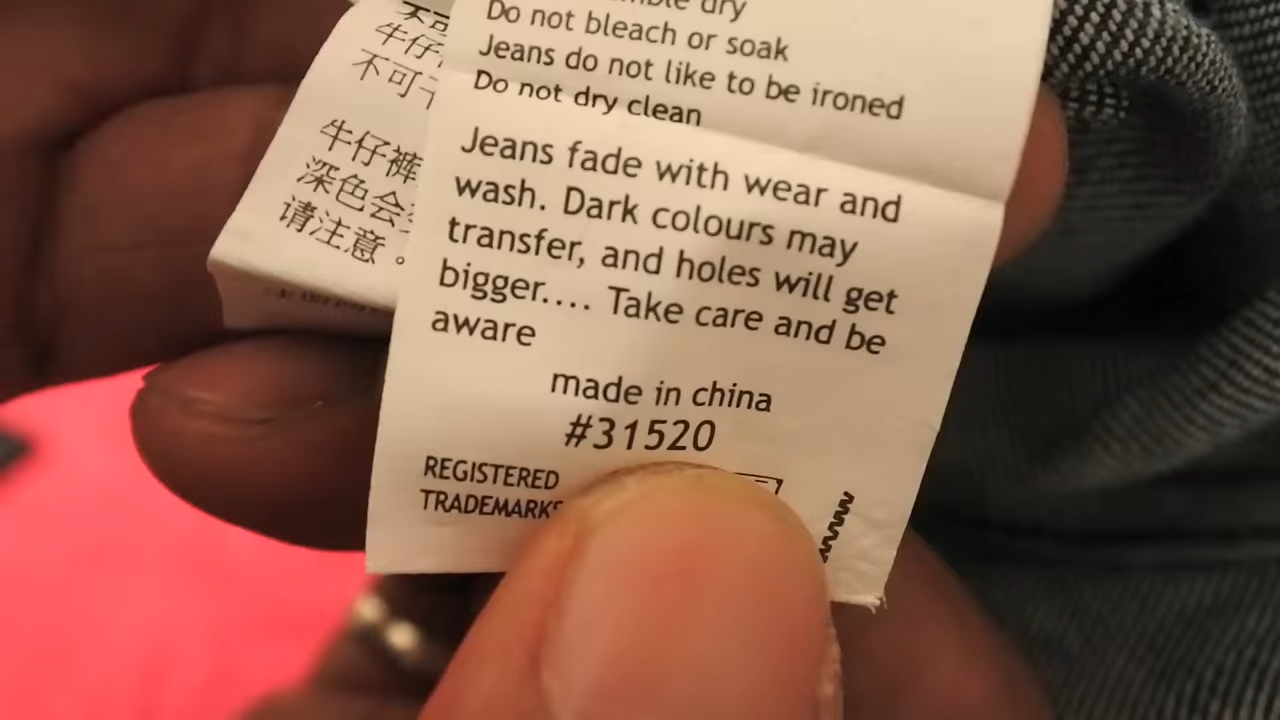 dry
Do not bleach or soak
Jeans do not like to be ironed
Do not dry clean
Jeans fade with wear and
wash. Dark colours may
transfer, and holes will get
bigger.... Take care and be
aware
made in china
#31520
REGISTERED
TRADEMARKS
牛仔
不可
牛仔裤
深色会
请注意。